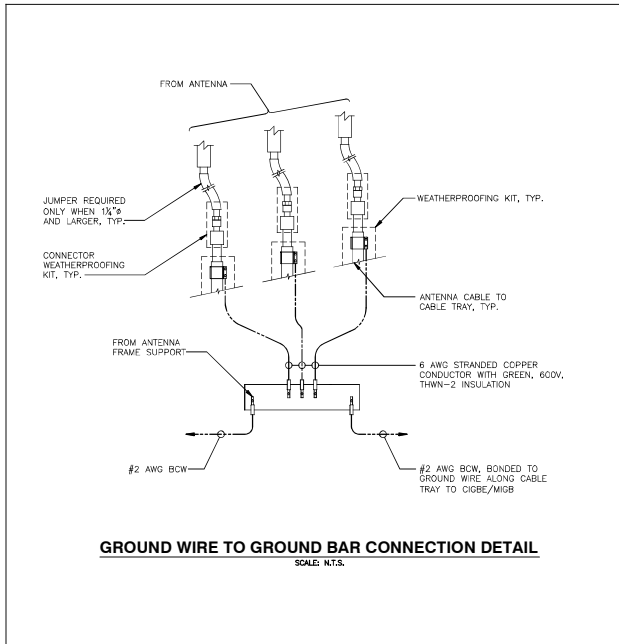 FROM ANTENNA
JUMPER REQUIRED
ONLY WHEN 1¼"Ø
AND LARGER, TYP.
WEATHERPROOFING KIT, TYP.
CONNECTOR
WEATHERPROOFING
KIT, TYP.
ANTENNA CABLE TO
CABLE TRAY, TYP.
FROM ANTENNA
FRAME SUPPORT
6 AWG STRANDED COPPER
CONDUCTOR WITH GREEN, 600V,
THWN-2 INSULATION
#2 AWG BCW
#2 AWG BCW, BONDED TO
GROUND WIRE ALONG CABLE
TRAY TO CIGBE/MIGB
GROUND WIRE TO GROUND BAR CONNECTION DETAIL
SCALE: N.T.S.